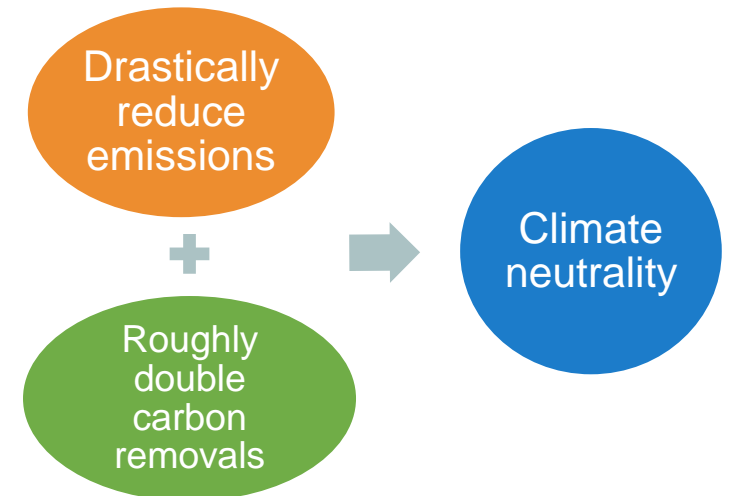 Drastically
reduce
emissions
Roughly
double
carbon
removals
Climate
neutrality